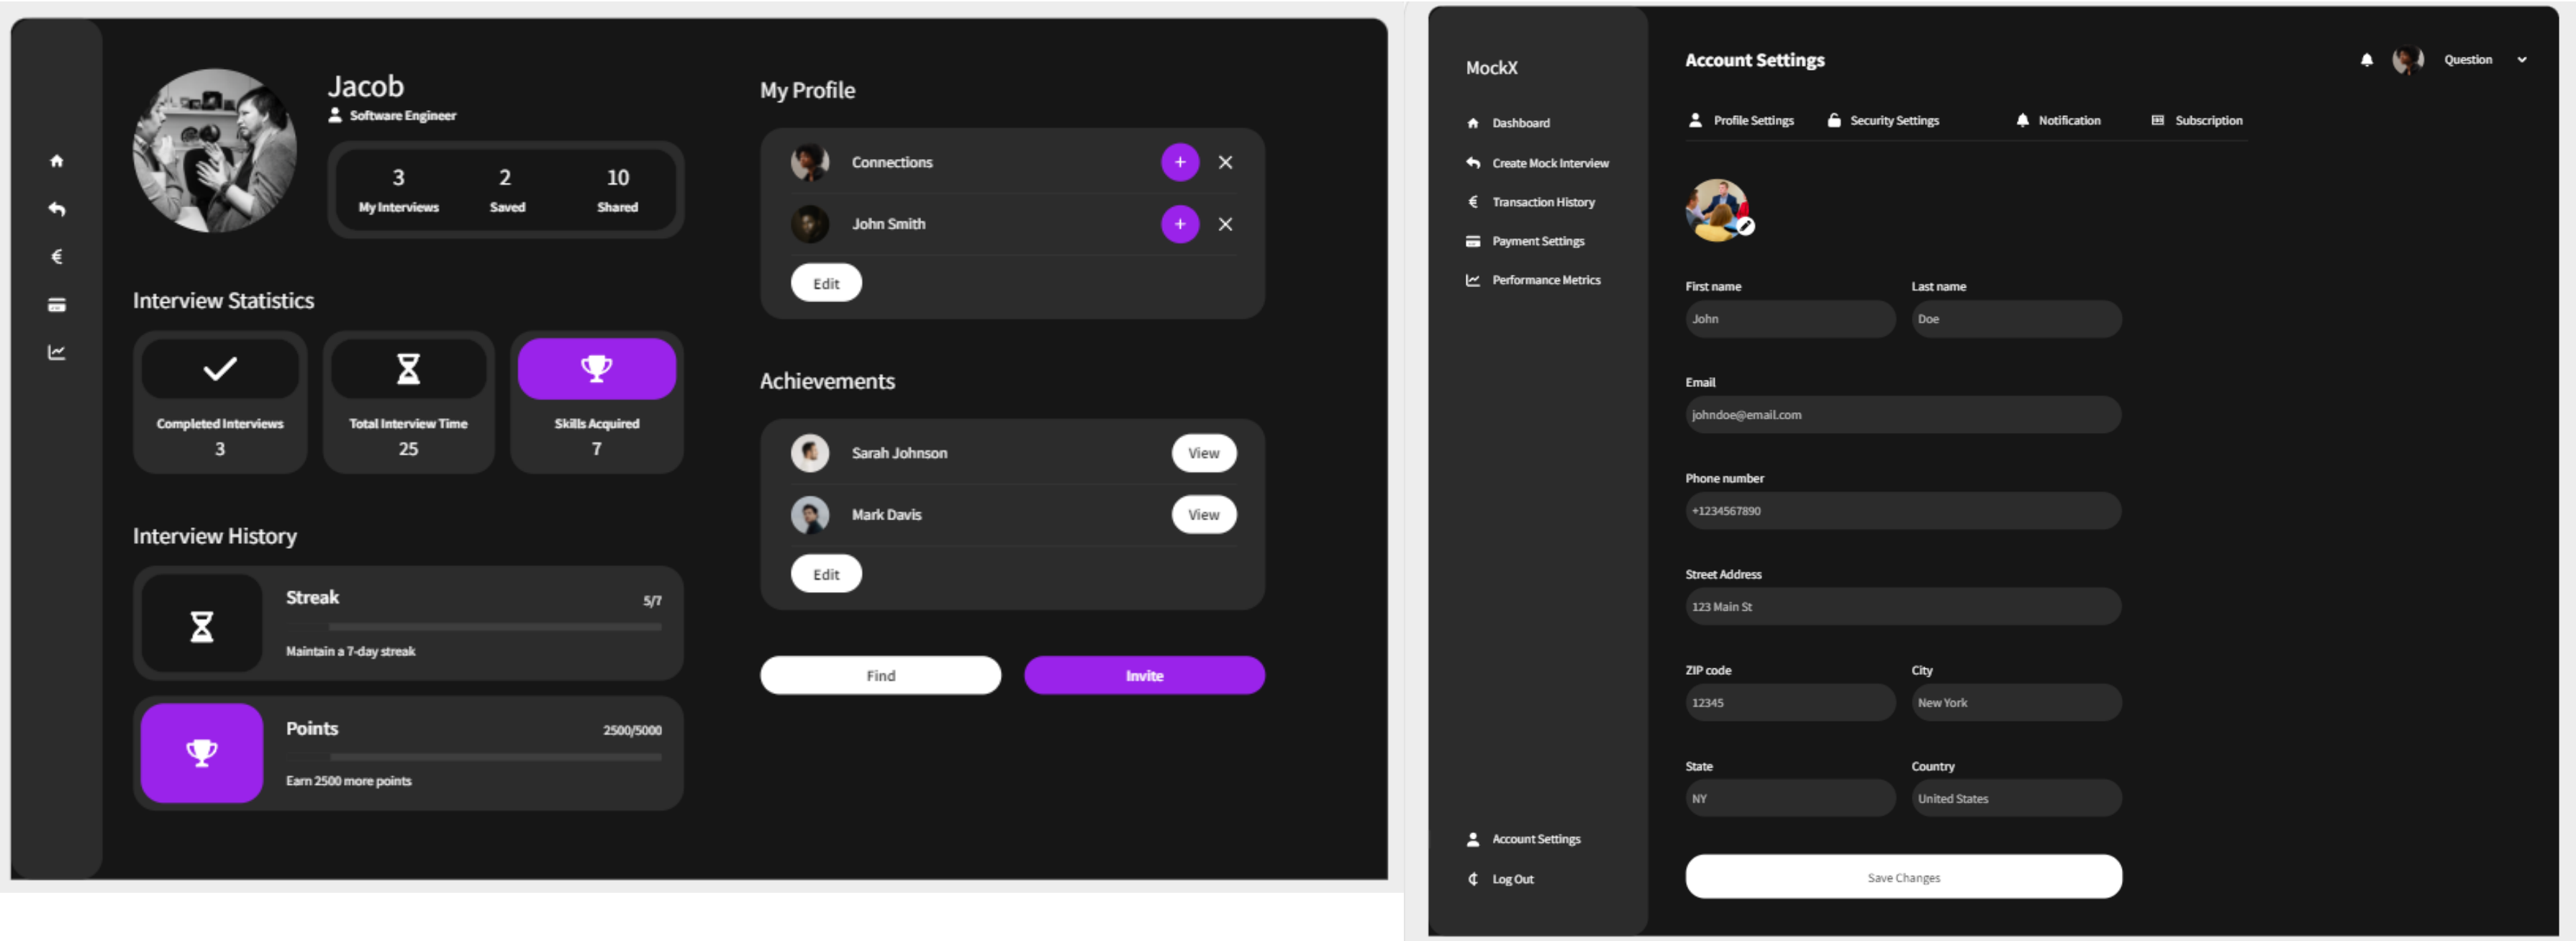 Jacob
Software Engineer
3 2 10
My Interviews Saved Shared
Interview Statistics
Completed Interviews Total Interview Time Skills Acquired
3 25 7
Interview History
Streak 5/7
Maintain a 7-day streak
Points 2500/5000
Earn 2500 more points
My Profile
Connections + ×
John Smith + ×
Edit
Achievements
Sarah Johnson View
Mark Davis View
Edit
Find Invite
MockX
Dashboard
Create Mock Interview
€ Transaction History
Payment Settings
Performance Metrics
Account Settings
Log Out
Account Settings
Question
Profile Settings Security Settings Notification Subscription
First name Last name
John Doe
Email
johndoe@email.com
Phone number
+1234567890
Street Address
123 Main St
ZIP code City
12345 New York
State Country
NY United States
Save Changes